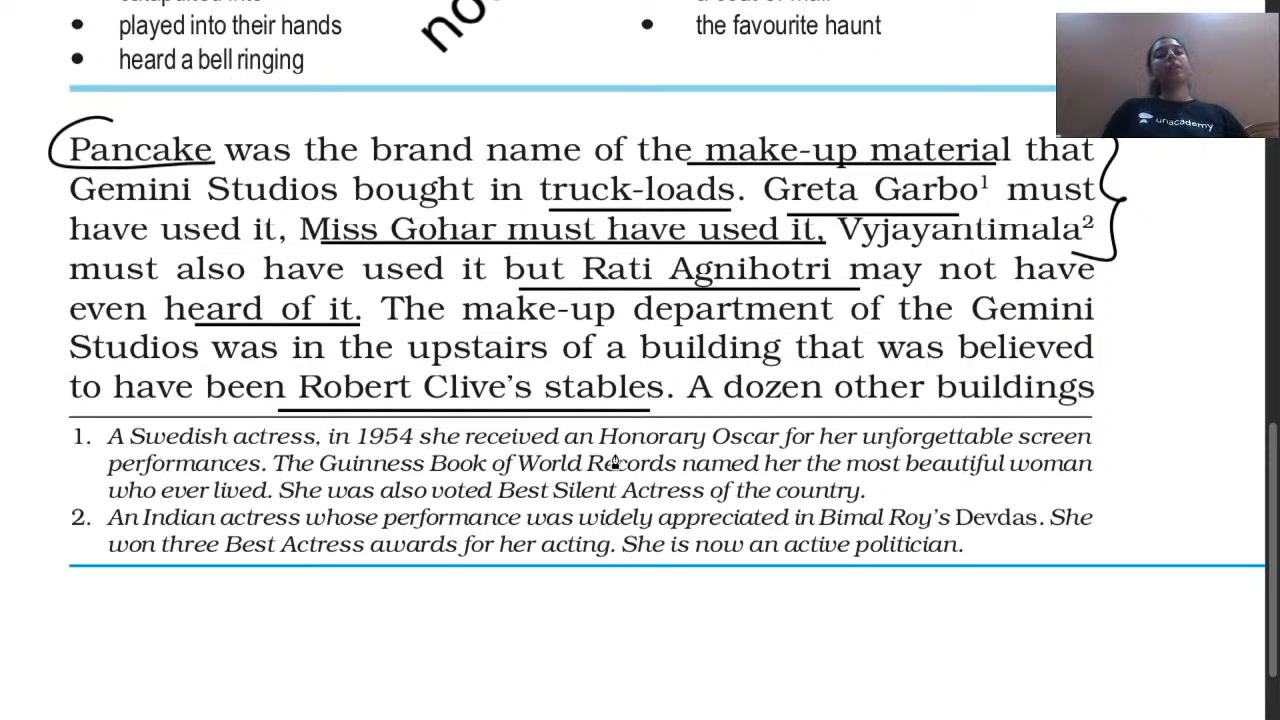 played into their hands
the favourite haunt
heard a bell ringing
no
unacademy
Pancake was the brand name of the make-up material that
Gemini Studios bought in truck-loads. Greta Garbo¹ must
have used it, Miss Gohar must have used it, Vyjayantimala²
must also have used it but Rati Agnihotri may not have
even heard of it. The make-up department of the Gemini
Studios was in the upstairs of a building that was believed
to have been Robert Clive's stables. A dozen other buildings
1. A Swedish actress, in 1954 she received an Honorary Oscar for her unforgettable screen
performances. The Guinness Book of World Records named her the most beautiful woman
who ever lived. She was also voted Best Silent Actress of the country.
2. An Indian actress whose performance was widely appreciated in Bimal Roy's Devdas. She
won three Best Actress awards for her acting. She is now an active politician.